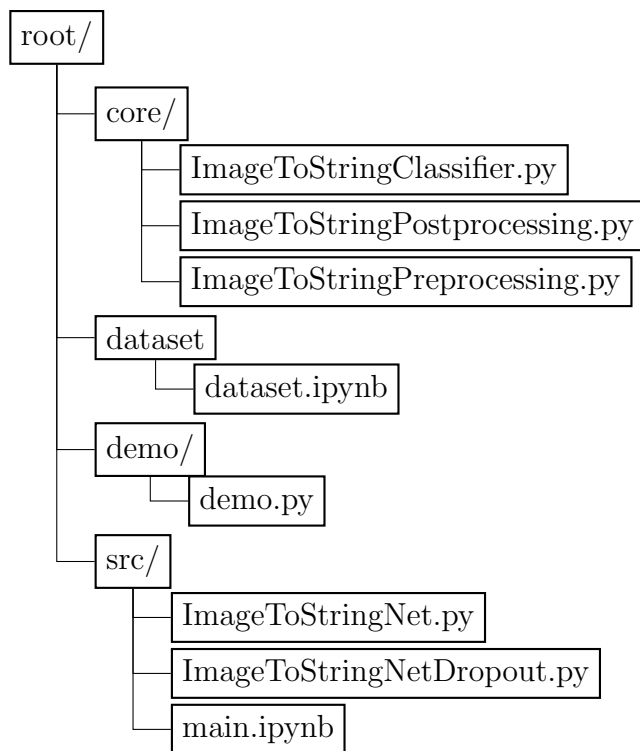 root/
core/
ImageToStringClassifier.py
ImageToStringPostprocessing.py
ImageToStringPreprocessing.py
dataset
dataset.ipynb
demo/
demo.py
src/
ImageToStringNet.py
ImageToStringNetDropout.py
main.ipynb